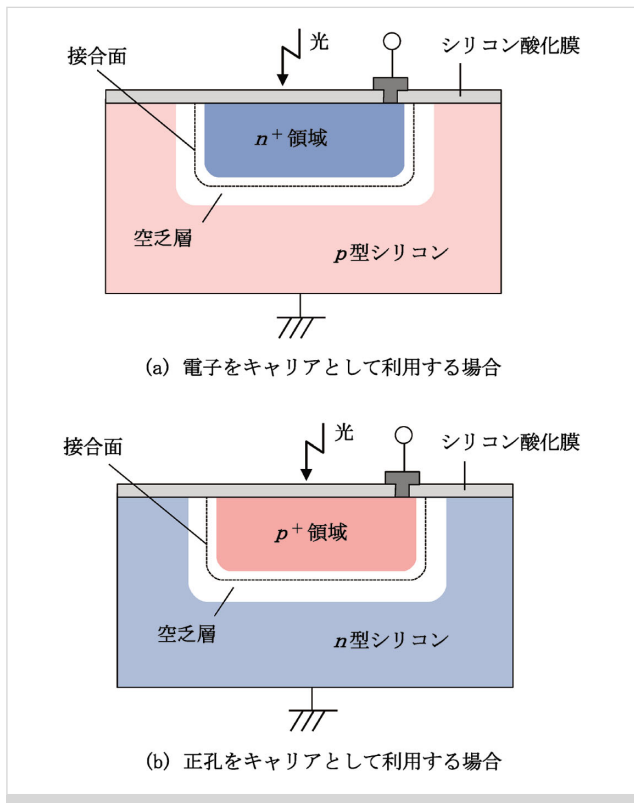 光
シリコン酸化膜
接合面
n+領域
空乏層
p型シリコン
(a) 電子をキャリアとして利用する場合
光
シリコン酸化膜
接合面
p+領域
空乏層
n型シリコン
(b) 正孔をキャリアとして利用する場合